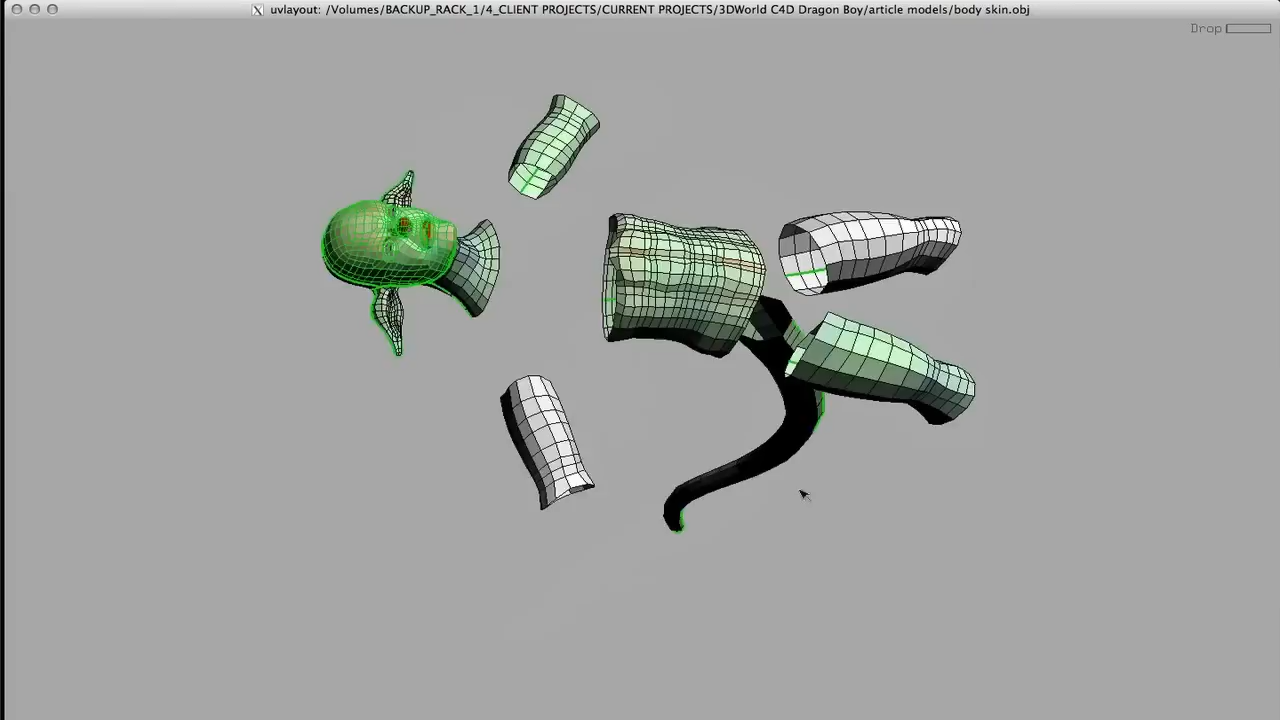 uvlayout: /Volumes/BACKUP_RACK_1/4_CLIENT PROJECTS/CURRENT PROJECTS/3DWorld C4D Dragon Boy/article models/body skin.obj
Drop